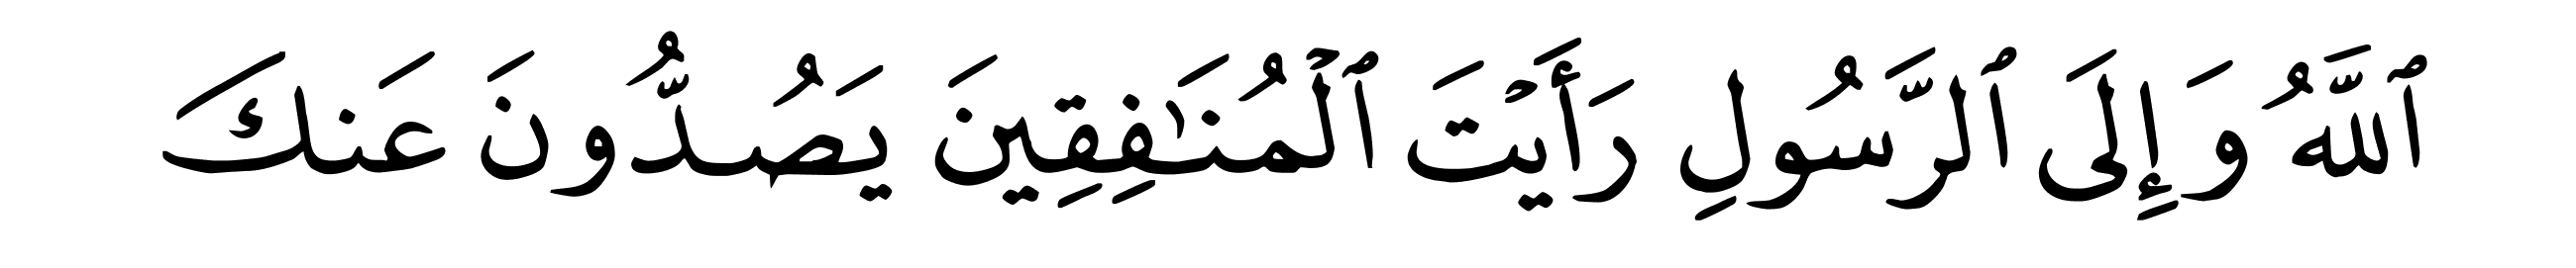 ٱللَّهُ وَإِلَى ٱلرَّسُولِ رَأَيۡتَ ٱلۡمُنَٰفِقِينَ يَصُدُّونَ عَنكَ